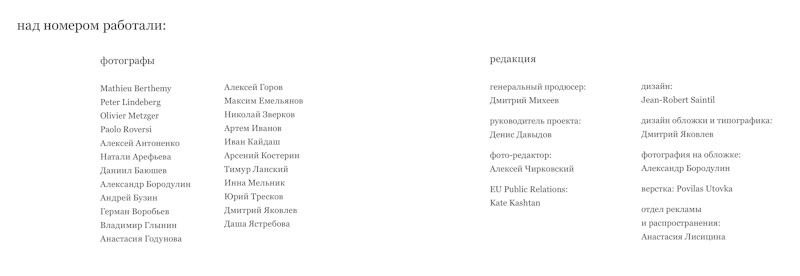 над номером работали:
фотографы
Mathieu Berthemy
Peter Lindeberg
Olivier Metzger
Paolo Roversi
Алексей Антоненко
Натали Арефьева
Даниил Баюшев
Александр Бородулин
Андрей Бузин
Герман Воробьев
Владимир Глынин
Анастасия Годунова
Алексей Горов
Максим Емельянов
Николай Зверков
Артем Иванов
Иван Кайдаш
Арсений Костерин
Тимур Ланский
Инна Мельник
Юрий Тресков
Дмитрий Яковлев
Даша Ястребова
редакция
генеральный продюсер:
Дмитрий Михеев
руководитель проекта:
Денис Давыдов
фото-редактор:
Алексей Чирковский
EU Public Relations:
Kate Kashtan
дизайн:
Jean-Robert Saintil
дизайн обложки и типографика:
Дмитрий Яковлев
фотография на обложке:
Александр Бородулин
верстка: Povilas Utovka
отдел рекламы
и распространения:
Анастасия Лисицина